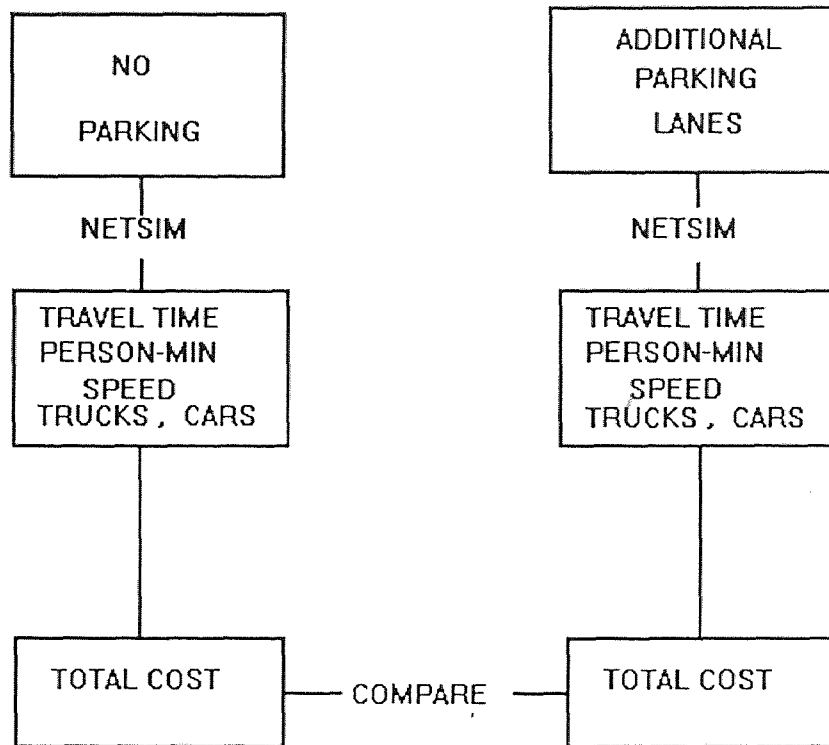 NO
PARKING
NETSIM
TRAVEL TIME
PERSON-MIN
SPEED
TRUCKS , CARS
TOTAL COST
COMPARE
ADDITIONAL
PARKING
LANES
NETSIM
TRAVEL TIME
PERSON-MIN
SPEED
TRUCKS , CARS
TOTAL COST